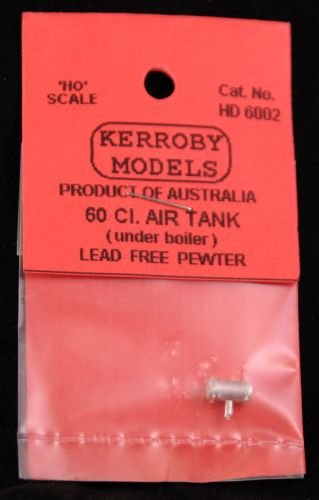 "HO"
SCALE
Cat. No.
HD 6002
KERROBY
MODELS
PRODUCT OF AUSTRALIA
60 CI. AIR TANK
(under boiler)
LEAD FREE PEWTER